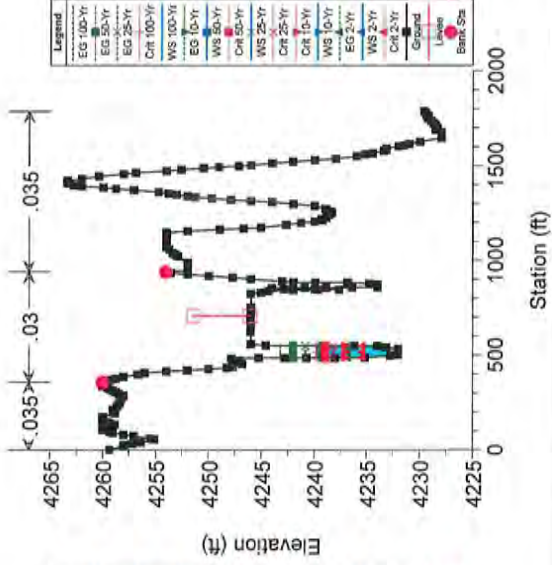 .035
.03
.035
4265
4260
4255
4250
4245
4240
4235
4230
4225
Elevation (ft)
0
500
1000
1500
2000
Station (ft)
Legend
EG 100-Yr
EG 50-Yr
EG 25-Yr
Crit 100-Yr
WS 100-Yr
EG 10-Yr
WS 50-Yr
Crit 50-Yr
WS 25-Yr
Crit 25-Yr
Crit 10-Yr
WS 10-Yr
EG 2-Yr
WS 2-Yr
Crit 2-Yr
Ground
Levee
Bank Sta